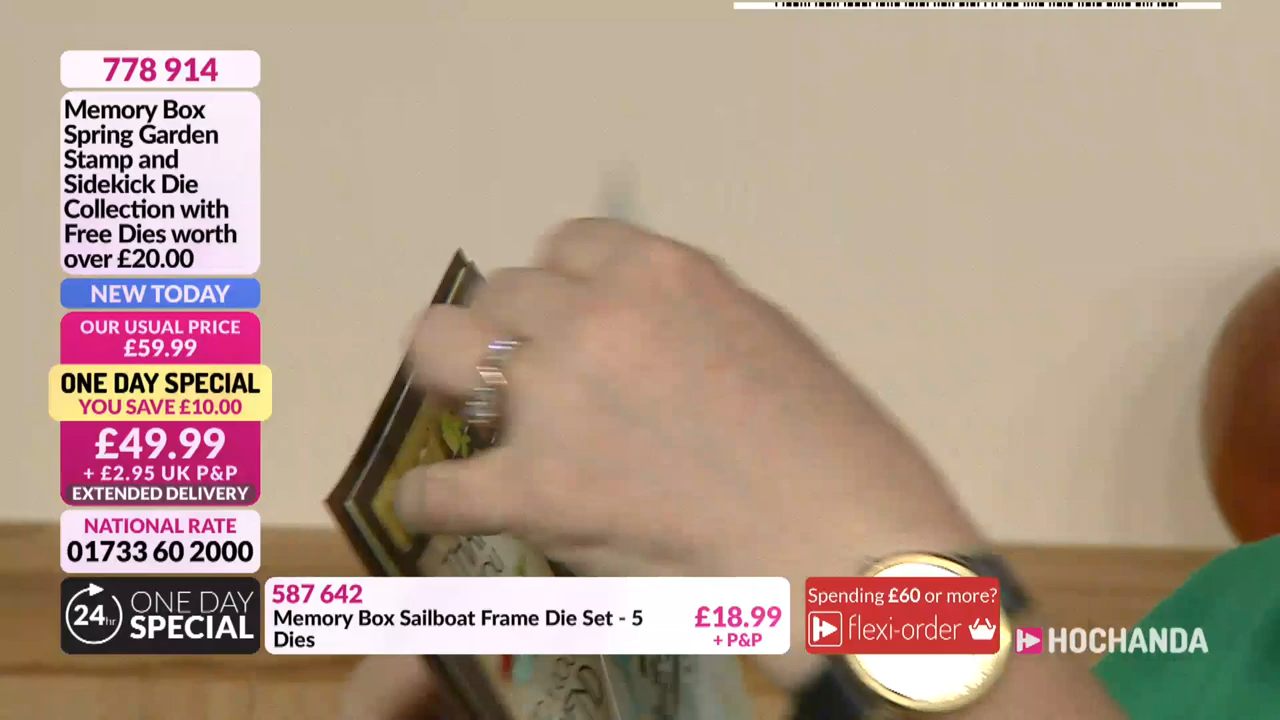 778 914
Memory Box
Spring Garden
Stamp and
Sidekick Die
Collection with
Free Dies worth
over £20.00
NEW TODAY
OUR USUAL PRICE
£59.99
ONE DAY SPECIAL
YOU SAVE £10.00
£49.99
+ £2.95 UK P&P
EXTENDED DELIVERY
NATIONAL RATE
01733 60 2000
24hr
ONE DAY
SPECIAL
587 642
Memory Box Sailboat Frame Die Set - 5
Dies
£18.99
+ P&P
Spending £60 or more?
flexi-order
HOCHANDA